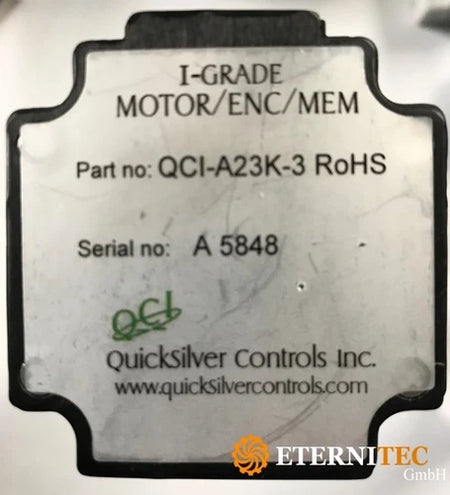 I-GRADE
MOTOR/ENC/MEM
Part no: QCI-A23K-3 RoHS
Serial no: A 5848
QCI
QuickSilver Controls Inc.
www.quicksilvercontrols.com
ETERNITEC
GmbH